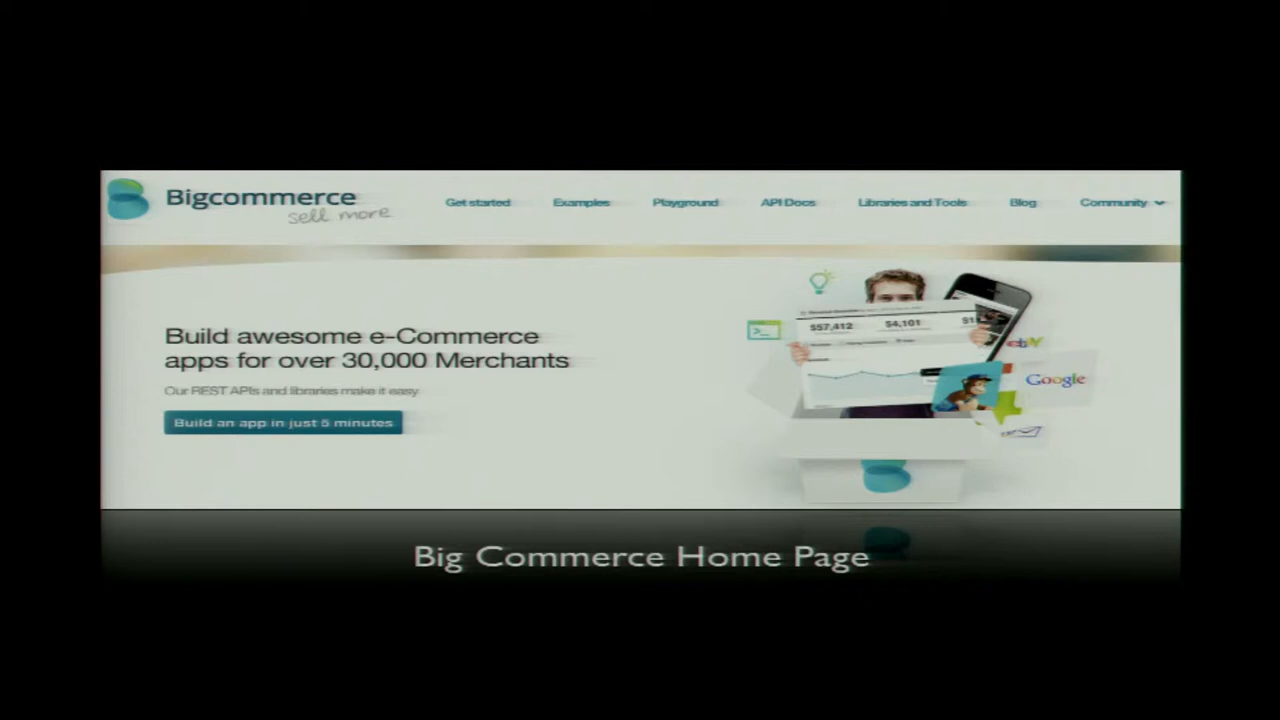 Bigcommerce
sell more
Get started Examples Playground API Docs Libraries and Tools Blog Community
Build awesome e-Commerce
apps for over 30,000 Merchants
Our REST APIs and libraries make it easy
Build an app in just 5 minutes
$57,412 $4,101
>_
ebY
Google
Big Commerce Home Page